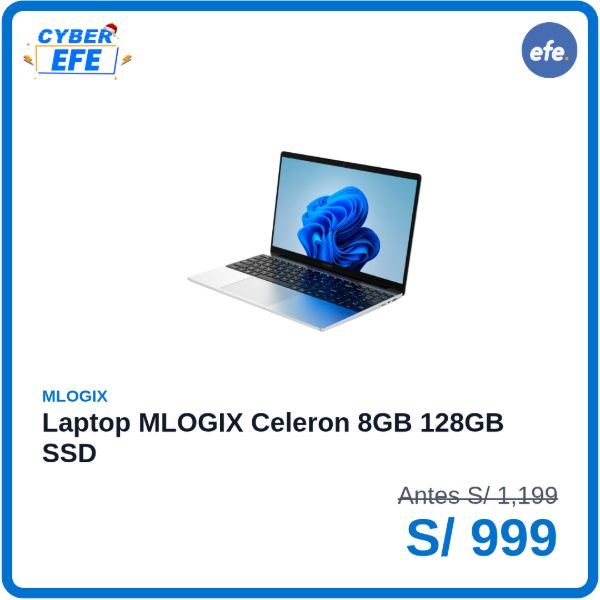 CYBER
EFE
efe.
MLOGIX
Laptop MLOGIX Celeron 8GB 128GB
SSD
Antes S/ 1,199
S/ 999